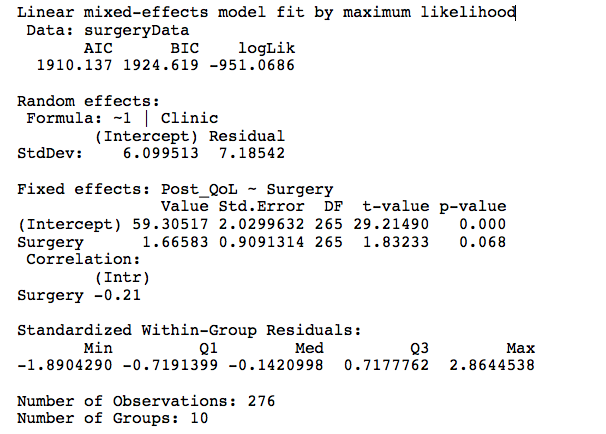 Linear mixed-effects model fit by maximum likelihood
 Data: surgeryData
       AIC      BIC    logLik
  1910.137 1924.619 -951.0686

Random effects:
 Formula: ~1 | Clinic
        (Intercept) Residual
StdDev:    6.099513  7.18542

Fixed effects: Post_QoL ~ Surgery
               Value Std.Error  DF  t-value p-value
(Intercept) 59.30517 2.0299632 265 29.21490   0.000
Surgery      1.66583 0.9091314 265  1.83233   0.068
 Correlation:
        (Intr)
Surgery -0.21

Standardized Within-Group Residuals:
       Min         Q1        Med         Q3        Max
-1.8904290 -0.7191399 -0.1420998  0.7177762  2.8644538

Number of Observations: 276
Number of Groups: 10